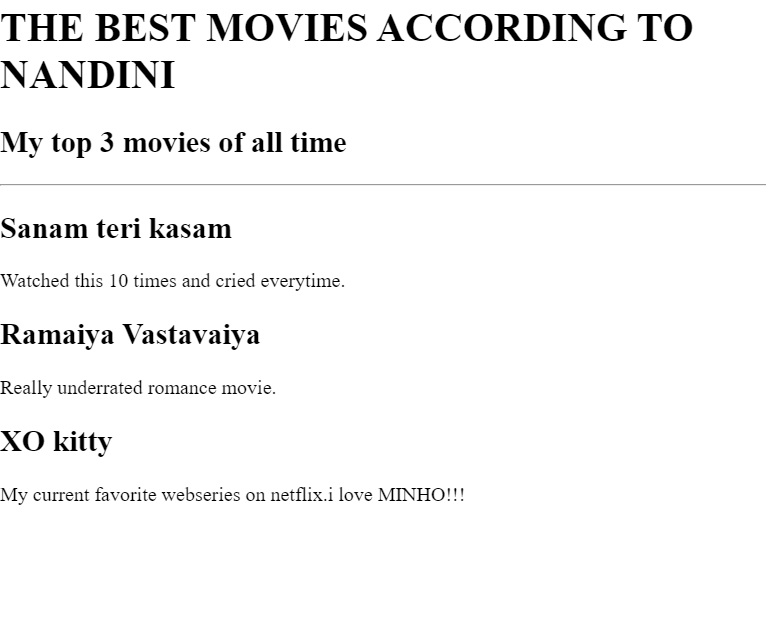 THE BEST MOVIES ACCORDING TO
NANDINI
My top 3 movies of all time
Sanam teri kasam
Watched this 10 times and cried everytime.
Ramaiya Vastavaiya
Really underrated romance movie.
XO kitty
My current favorite webseries on netflix.i love MINHO!!!